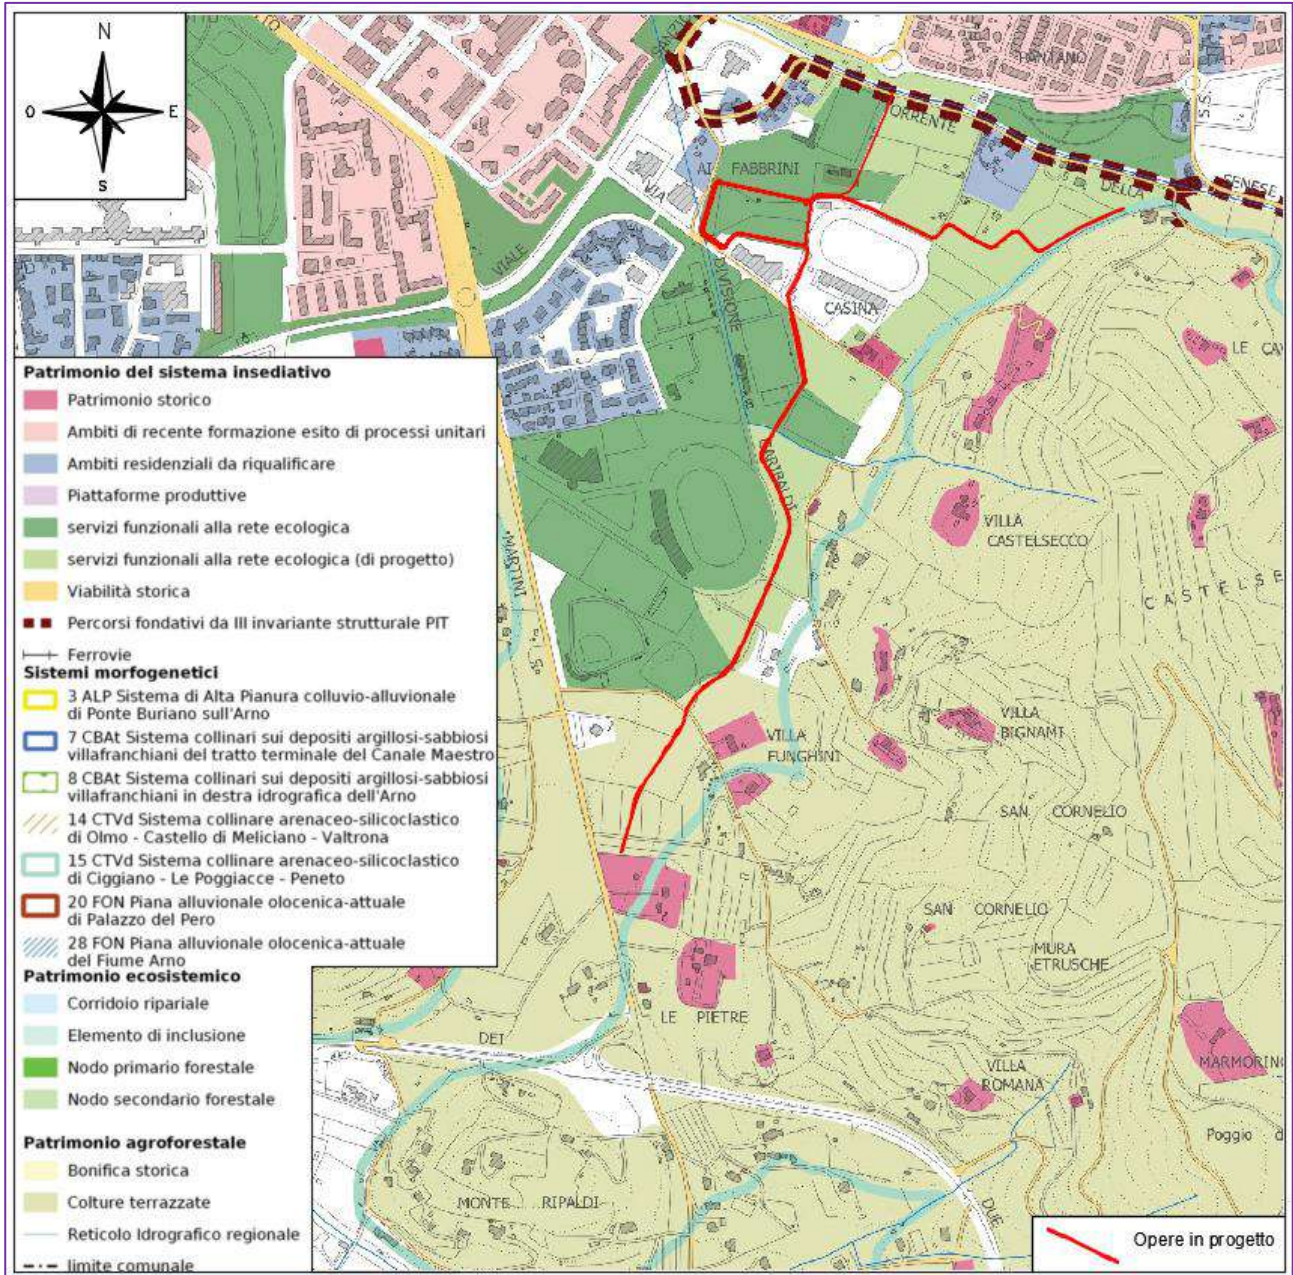 N
O
E
S
PANTANO
TORRENTE
AI FABBRINI
VIA
VIALE
DELLA
SENESE
S.S.
DIVISIONE
CASINA
GARIBALDI
MARTINI
VILLA
CASTELSECCO
VILLA
BIGNAMI
VILLA
FUNGHINI
SAN CORNELIO
SAN CORNELIO
MURA
ETRUSCHE
LE PIETRE
DEI
DUE
VILLA
ROMANA
MONTE RIPALDI
Patrimonio del sistema insediativo
Patrimonio storico
Ambiti di recente formazione esito di processi unitari
Ambiti residenziali da riqualificare
Piattaforme produttive
servizi funzionali alla rete ecologica
servizi funzionali alla rete ecologica (di progetto)
Viabilità storica
Percorsi fondativi da III invariante strutturale PIT
Ferrovie
Sistemi morfogenetici
3 ALP Sistema di Alta Pianura colluvio-alluvionale
di Ponte Buriano sull'Arno
7 CBAt Sistema collinari sui depositi argillosi-sabbiosi
villafranchiani del tratto terminale del Canale Maestro
8 CBAt Sistema collinari sui depositi argillosi-sabbiosi
villafranchiani in destra idrografica dell'Arno
14 CTVd Sistema collinare arenaceo-silicoclastico
di Olmo - Castello di Meliciano - Valtrona
15 CTVd Sistema collinare arenaceo-silicoclastico
di Ciggiano - Le Poggiacce - Peneto
20 FON Piana alluvionale olocenica-attuale
di Palazzo del Pero
28 FON Piana alluvionale olocenica-attuale
del Fiume Arno
Patrimonio ecosistemico
Corridoio ripariale
Elemento di inclusione
Nodo primario forestale
Nodo secondario forestale
Patrimonio agroforestale
Bonifica storica
Colture terrazzate
Reticolo Idrografico regionale
limite comunale
Opere in progetto